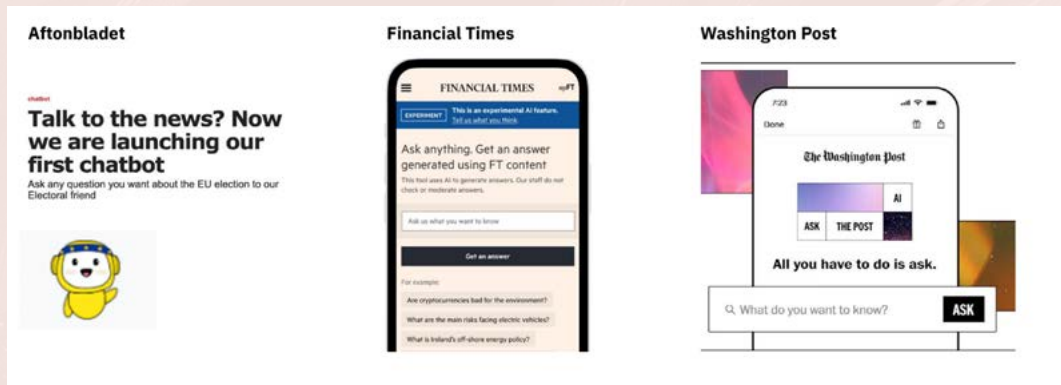 Aftonbladet
chatbot
Talk to the news? Now
we are launching our
first chatbot
Ask any question you want about the EU election to our
Electoral friend
Financial Times
FINANCIAL TIMES
myFT
EXPERIMENT
This is an experimental AI feature.
Tell us what you think.
Ask anything. Get an answer
generated using FT content
This tool uses AI to generate answers. Our staff do not
check or moderate answers.
Ask us what you want to know
Get an answer
For example:
Are cryptocurrencies bad for the environment?
What are the main risks facing electric vehicles?
What is Ireland's off-shore energy policy?
Washington Post
7:23
Done
The Washington Post
AI
ASK
THE POST
All you have to do is ask.
What do you want to know?
ASK